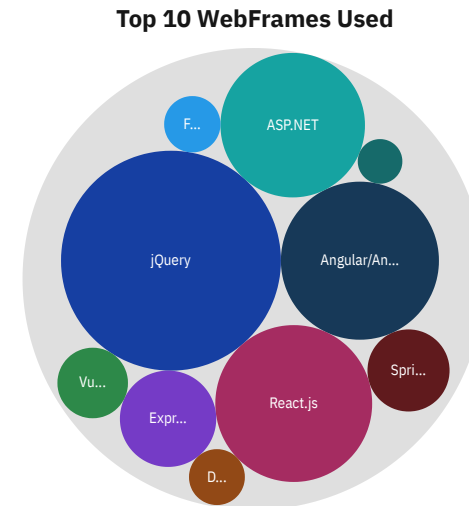 Top 10 WebFrames Used
F...
ASP.NET
jQuery
Angular/An...
Vu...
Expr...
React.js
Spri...
D...